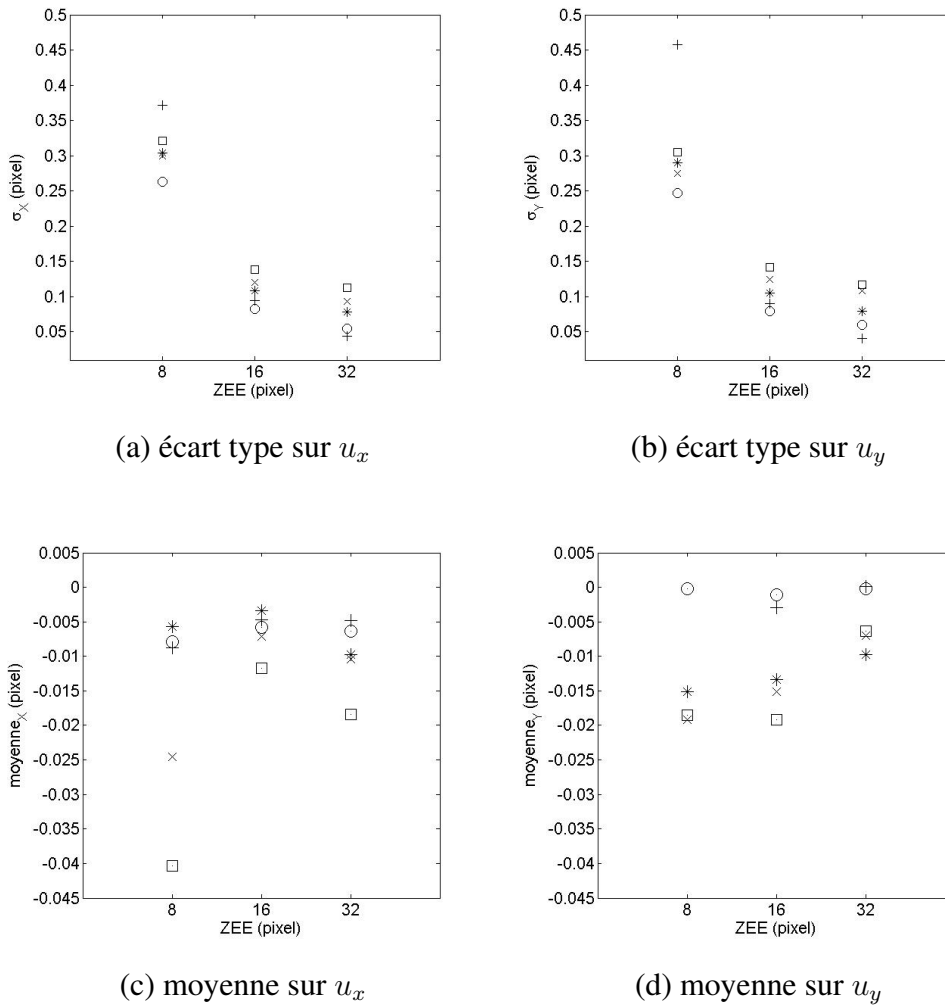 0.5
0.45
0.4
0.35
0.3
0.25
0.2
0.15
0.1
0.05
σX (pixel)
8 16 32
ZEE (pixel)
(a) écart type sur u_x
0.5
0.45
0.4
0.35
0.3
0.25
0.2
0.15
0.1
0.05
σY (pixel)
8 16 32
ZEE (pixel)
(b) écart type sur u_y
0.005
0
-0.005
-0.01
-0.015
-0.02
-0.025
-0.03
-0.035
-0.04
-0.045
moyenneX (pixel)
8 16 32
ZEE (pixel)
(c) moyenne sur u_x
0.005
0
-0.005
-0.01
-0.015
-0.02
-0.025
-0.03
-0.035
-0.04
-0.045
moyenneY (pixel)
8 16 32
ZEE (pixel)
(d) moyenne sur u_y